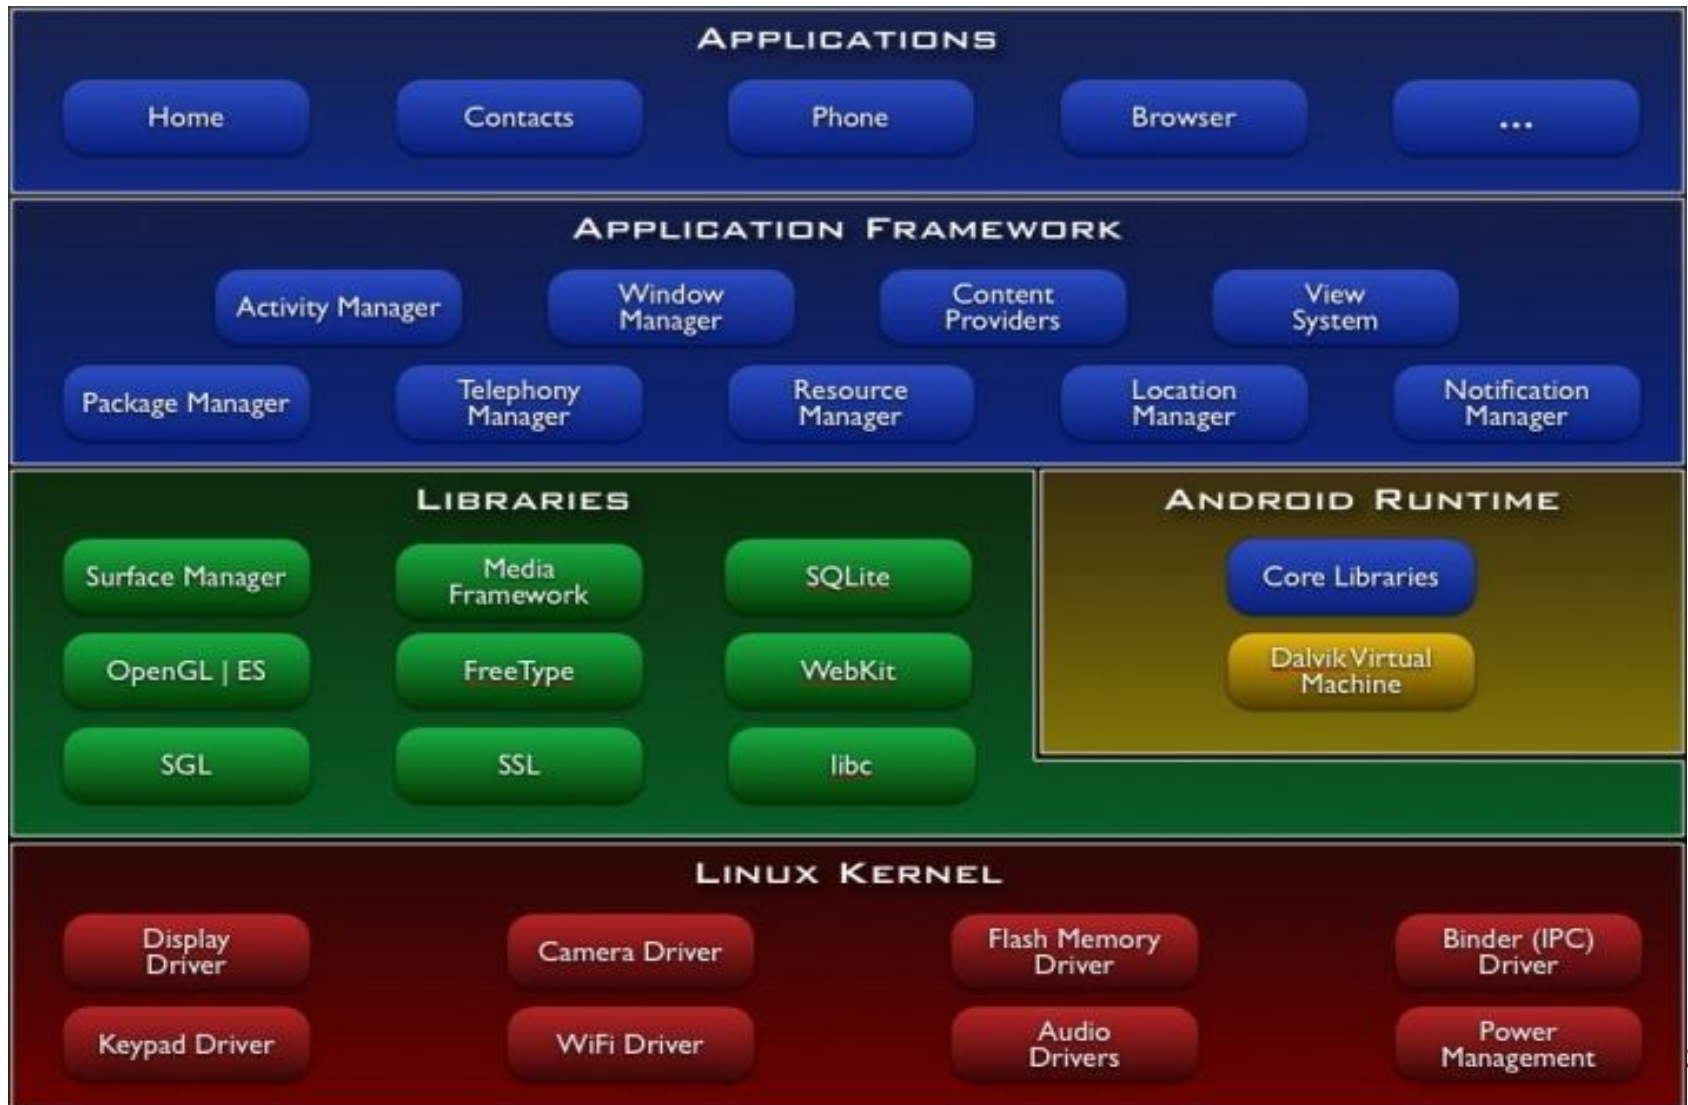 APPLICATIONS
Home
Contacts
Phone
Browser
...
APPLICATION FRAMEWORK
Activity Manager
Window
Manager
Content
Providers
View
System
Package Manager
Telephony
Manager
Resource
Manager
Location
Manager
Notification
Manager
LIBRARIES
Surface Manager
Media
Framework
SQLite
OpenGL | ES
FreeType
WebKit
SGL
SSL
libc
ANDROID RUNTIME
Core Libraries
Dalvik Virtual
Machine
LINUX KERNEL
Display
Driver
Camera Driver
Flash Memory
Driver
Binder (IPC)
Driver
Keypad Driver
WiFi Driver
Audio
Drivers
Power
Management